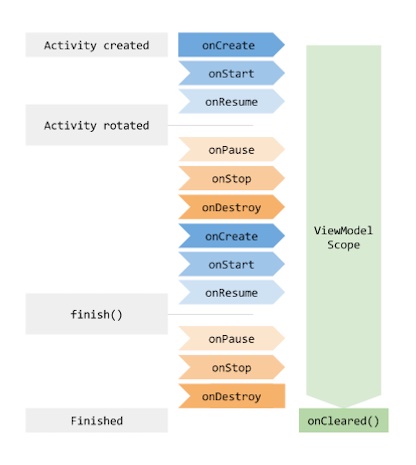 Activity created
onCreate
onStart
onResume
Activity rotated
onPause
onStop
onDestroy
onCreate
onStart
onResume
finish()
onPause
onStop
onDestroy
Finished
ViewModel
Scope
onCleared()